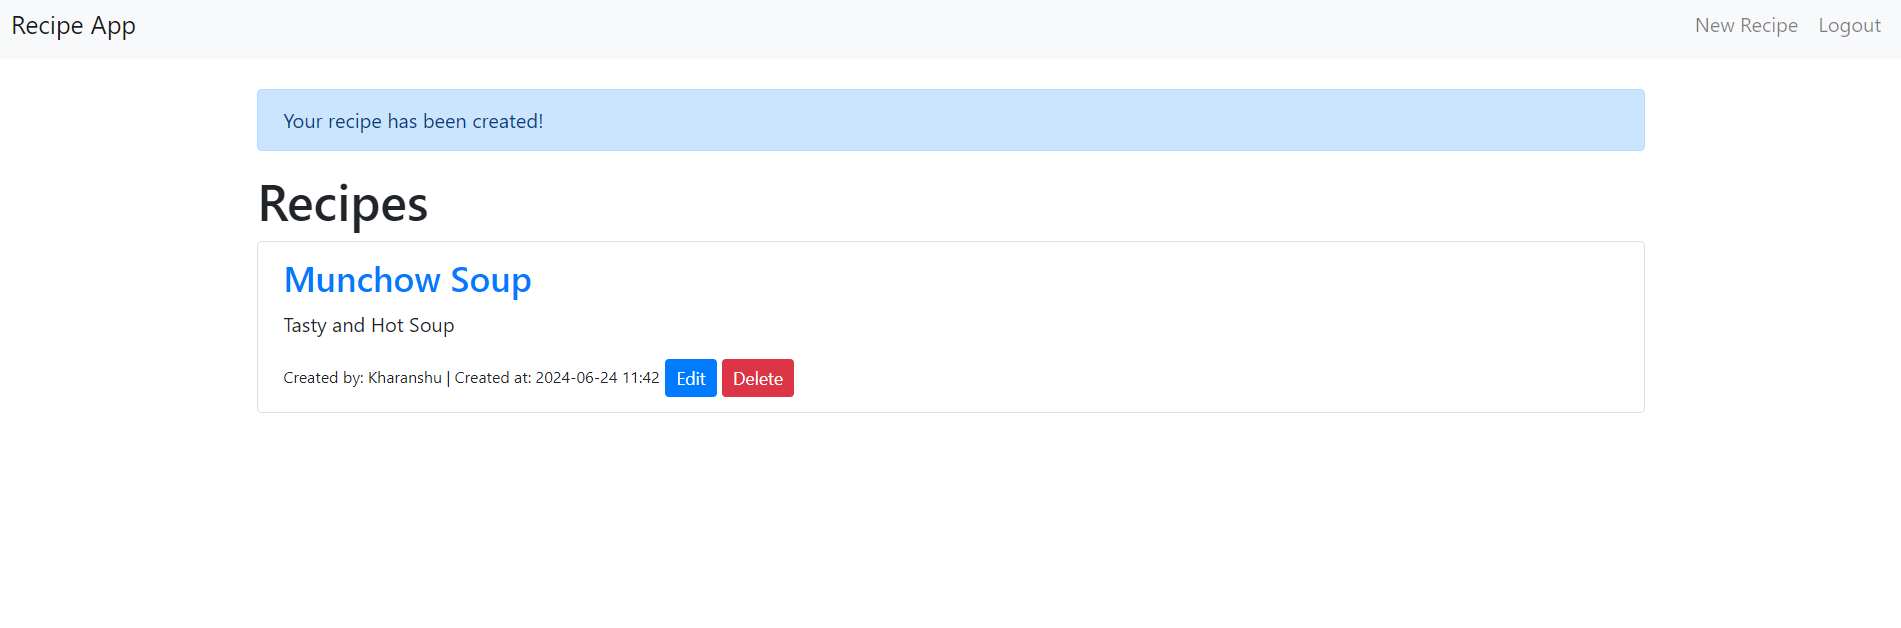 Recipe App New Recipe Logout
Your recipe has been created!
Recipes
Munchow Soup
Tasty and Hot Soup
Created by: Kharanshu | Created at: 2024-06-24 11:42 Edit Delete